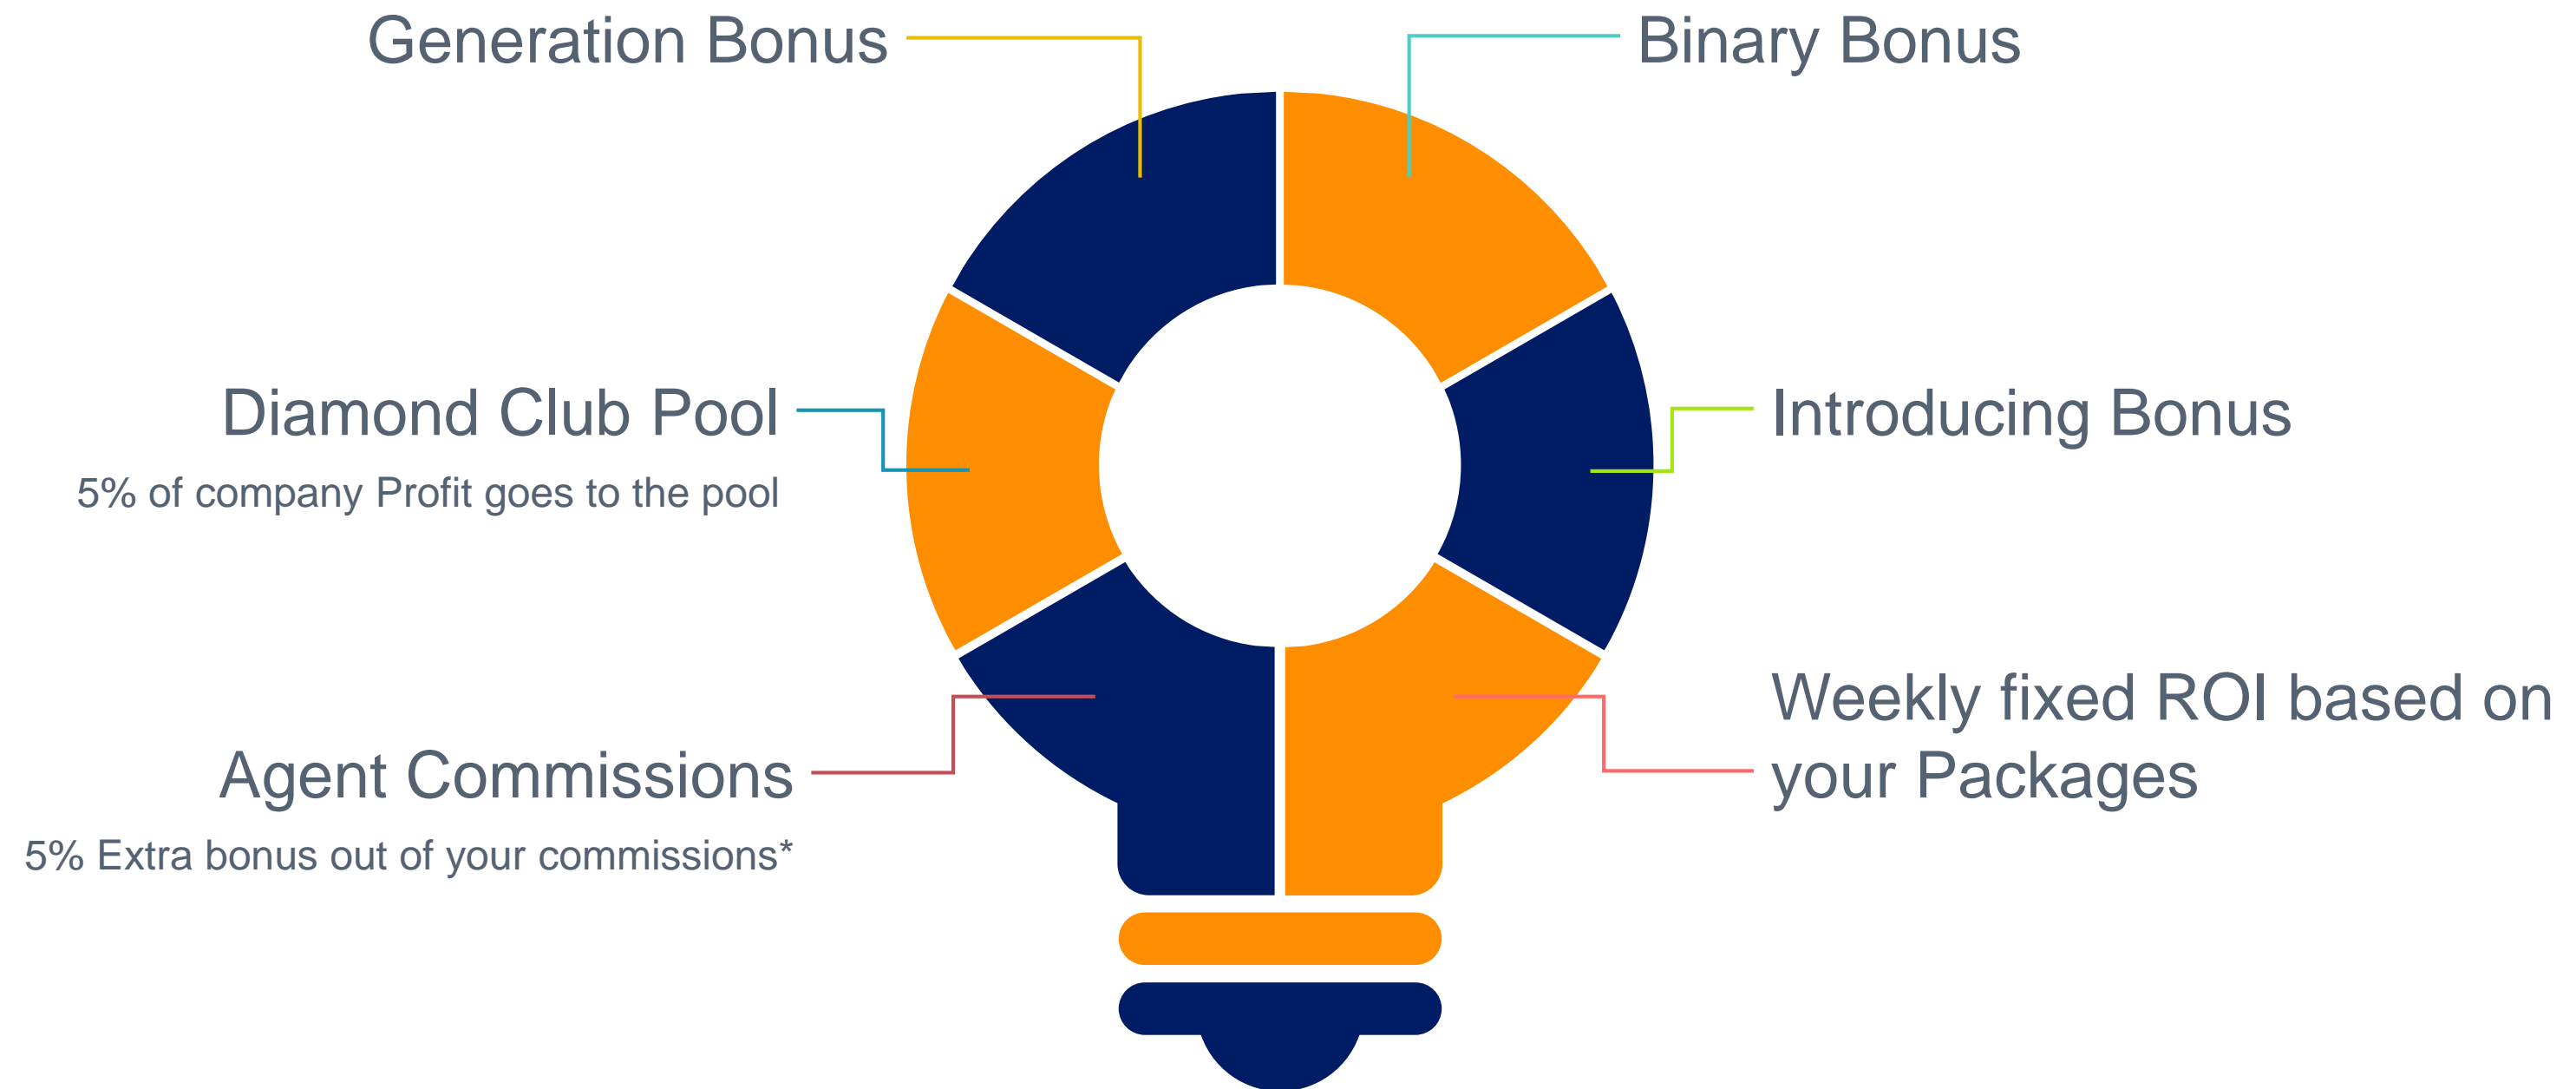 Generation Bonus
Binary Bonus
Diamond Club Pool
5% of company Profit goes to the pool
Introducing Bonus
Agent Commissions
5% Extra bonus out of your commissions*
Weekly fixed ROI based on
your Packages